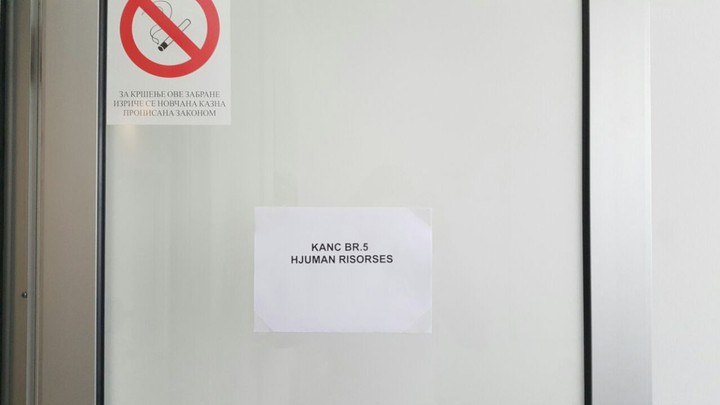 ЗА КРШЕЊЕ ОВЕ ЗАБРАНЕ
ИЗРИЧЕ СЕ НОВЧАНА КАЗНА
ПРОПИСАНА ЗАКОНОМ
KANC BR.5
HJUMAN RISORSES